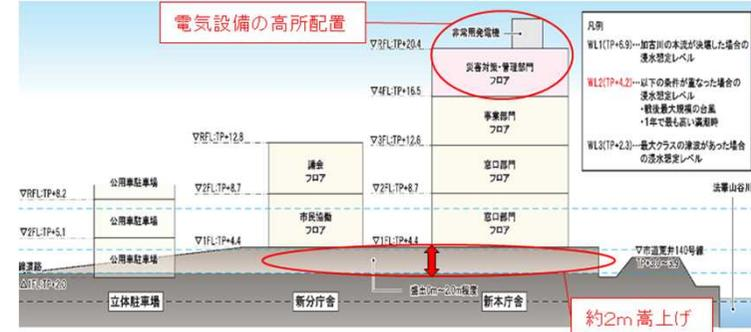 電気設備の高所配置
非常用発電機
▽RFL:TP+20.4
災害対策・管理部門
フロア
▽4FL:TP+16.5
事業部門
フロア
▽3FL:TP+12.6
窓口部門
フロア
▽2FL:TP+8.7
窓口部門
フロア
▽1FL:TP+4.4
▽RFL:TP+12.8
議会
フロア
▽2FL:TP+8.7
市民協働
フロア
▽1FL:TP+4.4
公用車駐車場
▽RFL:TP+8.2
公用車駐車場
▽2FL:TP+5.1
公用車駐車場
△1FL:TP+2.0
立体駐車場
新分庁舎
盛土0m～2.0m程度
新本庁舎
約2m嵩上げ
▽市道荒井140号線
法華山谷川
凡例
WL1(TP+6.9)…加古川の本流が決壊した場合の
浸水想定レベル
WL2(TP+4.2)…以下の条件が重なった場合の
浸水想定レベル
・戦後最大規模の台風
・1年で最も高い満潮時
WL3(TP+2.3)…最大クラスの津波があった場合
の浸水想定レベル